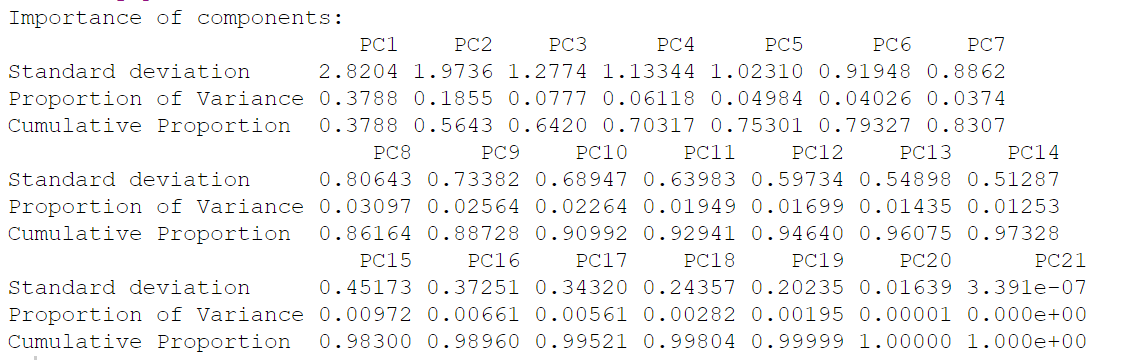 Importance of components:
PC1 PC2 PC3 PC4 PC5 PC6 PC7
Standard deviation 2.8204 1.9736 1.2774 1.13344 1.02310 0.91948 0.8862
Proportion of Variance 0.3788 0.1855 0.0777 0.06118 0.04984 0.04026 0.0374
Cumulative Proportion 0.3788 0.5643 0.6420 0.70317 0.75301 0.79327 0.8307
PC8 PC9 PC10 PC11 PC12 PC13 PC14
Standard deviation 0.80643 0.73382 0.68947 0.63983 0.59734 0.54898 0.51287
Proportion of Variance 0.03097 0.02564 0.02264 0.01949 0.01699 0.01435 0.01253
Cumulative Proportion 0.86164 0.88728 0.90992 0.92941 0.94640 0.96075 0.97328
PC15 PC16 PC17 PC18 PC19 PC20 PC21
Standard deviation 0.45173 0.37251 0.34320 0.24357 0.20235 0.01639 3.391e-07
Proportion of Variance 0.00972 0.00661 0.00561 0.00282 0.00195 0.00001 0.000e+00
Cumulative Proportion 0.98300 0.98960 0.99521 0.99804 0.99999 1.00000 1.000e+00